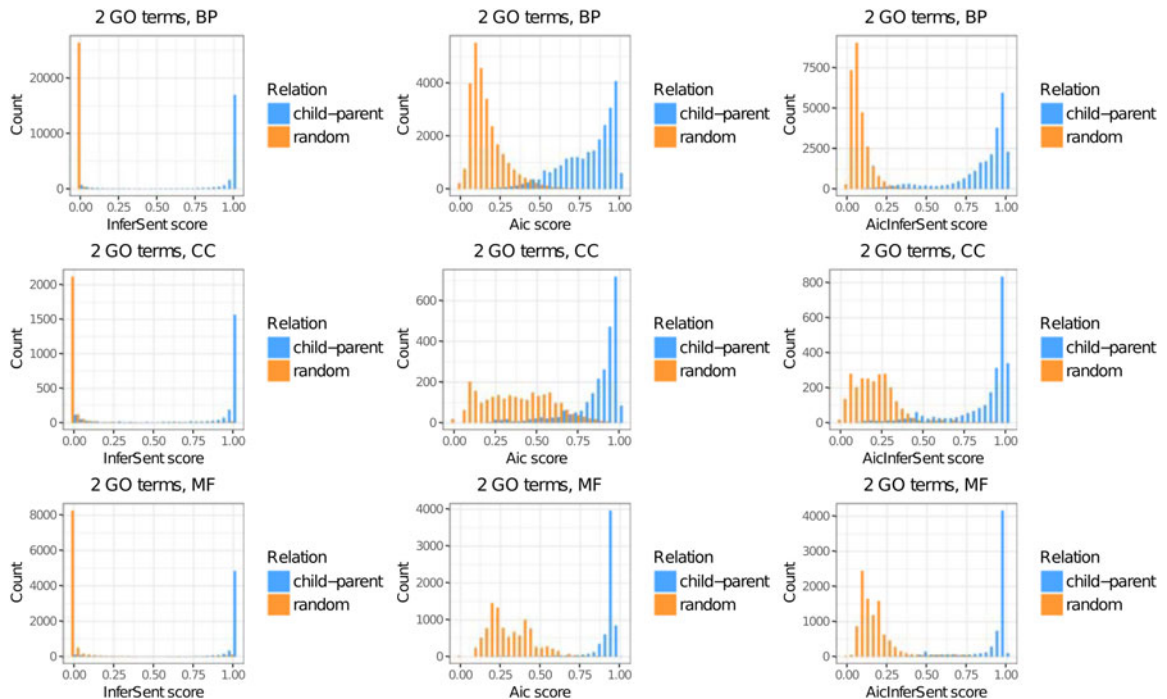 2 GO terms, BP
20000
10000
0
Count
0.00 0.25 0.50 0.75 1.00
InferSent score
Relation
child−parent
random
2 GO terms, BP
4000
2000
0
Count
0.00 0.25 0.50 0.75 1.00
Aic score
Relation
child−parent
random
2 GO terms, BP
7500
5000
2500
0
Count
0.00 0.25 0.50 0.75 1.00
AicInferSent score
Relation
child−parent
random
2 GO terms, CC
2000
1500
1000
500
0
Count
0.00 0.25 0.50 0.75 1.00
InferSent score
Relation
child−parent
random
2 GO terms, CC
600
400
200
0
Count
0.00 0.25 0.50 0.75 1.00
Aic score
Relation
child−parent
random
2 GO terms, CC
800
600
400
200
0
Count
0.00 0.25 0.50 0.75 1.00
AicInferSent score
Relation
child−parent
random
2 GO terms, MF
8000
6000
4000
2000
0
Count
0.00 0.25 0.50 0.75 1.00
InferSent score
Relation
child−parent
random
2 GO terms, MF
4000
3000
2000
1000
0
Count
0.00 0.25 0.50 0.75 1.00
Aic score
Relation
child−parent
random
2 GO terms, MF
4000
3000
2000
1000
0
Count
0.00 0.25 0.50 0.75 1.00
AicInferSent score
Relation
child−parent
random